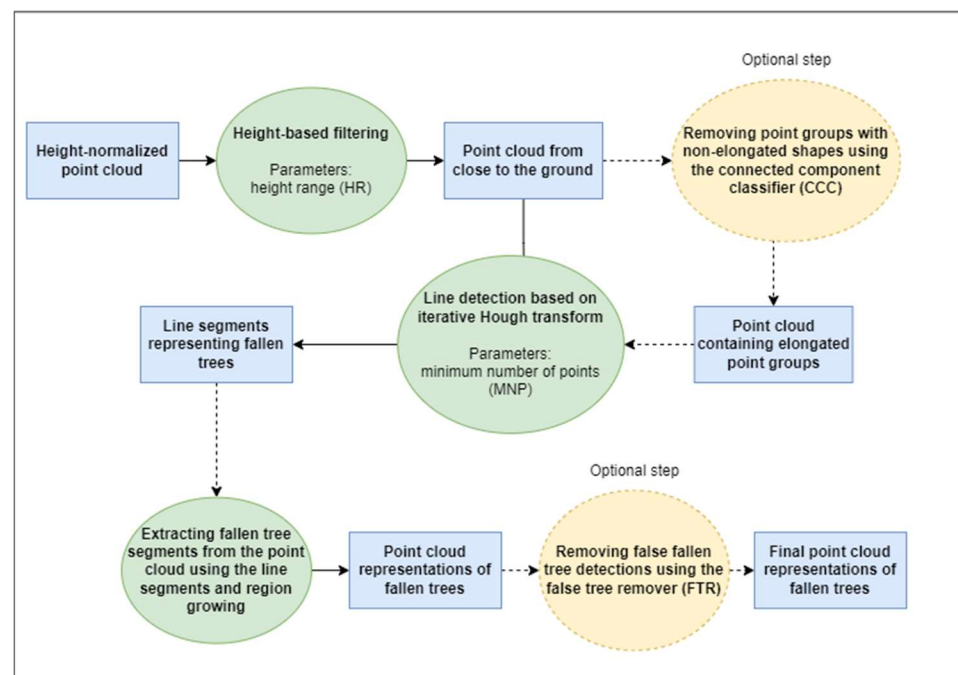 Optional step
Height-normalized
point cloud
Height-based filtering
Parameters:
height range (HR)
Point cloud from
close to the ground
Removing point groups with
non-elongated shapes using
the connected component
classifier (CCC)
Line segments
representing fallen
trees
Line detection based on
iterative Hough transform
Parameters:
minimum number of points
(MNP)
Point cloud
containing elongated
point groups
Optional step
Extracting fallen tree
segments from the point
cloud using the line
segments and region
growing
Point cloud
representations of
fallen trees
Removing false fallen
tree detections using the
false tree remover (FTR)
Final point cloud
representations of
fallen trees